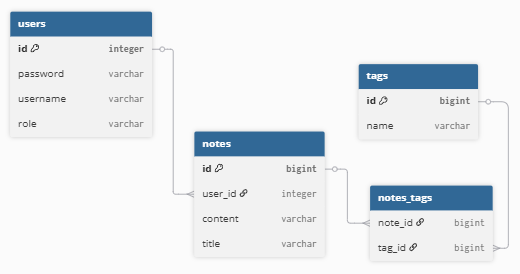 users
id integer
password varchar
username varchar
role varchar
notes
id bigint
user_id integer
content varchar
title varchar
tags
id bigint
name varchar
notes_tags
note_id bigint
tag_id bigint